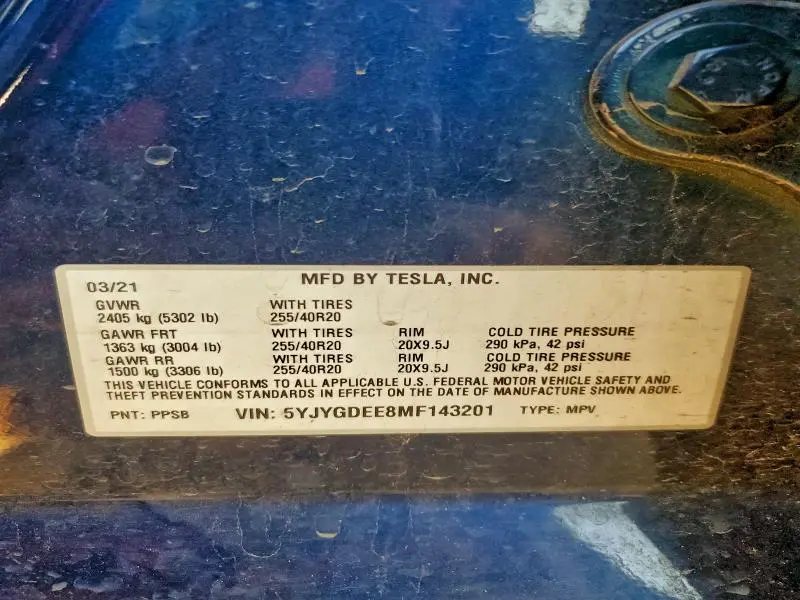 03/21 MFD BY TESLA, INC.
GVWR WITH TIRES
2405 kg (5302 lb) 255/40R20
GAWR FRT WITH TIRES RIM COLD TIRE PRESSURE
1363 kg (3004 lb) 255/40R20 20X9.5J 290 kPa, 42 psi
GAWR RR WITH TIRES RIM COLD TIRE PRESSURE
1500 kg (3306 lb) 255/40R20 20X9.5J 290 kPa, 42 psi
THIS VEHICLE CONFORMS TO ALL APPLICABLE U.S. FEDERAL MOTOR VEHICLE SAFETY AND
THEFT PREVENTION STANDARDS IN EFFECT ON THE DATE OF MANUFACTURE SHOWN ABOVE.
PNT: PPSB VIN: 5YJYGDEE8MF143201 TYPE: MPV